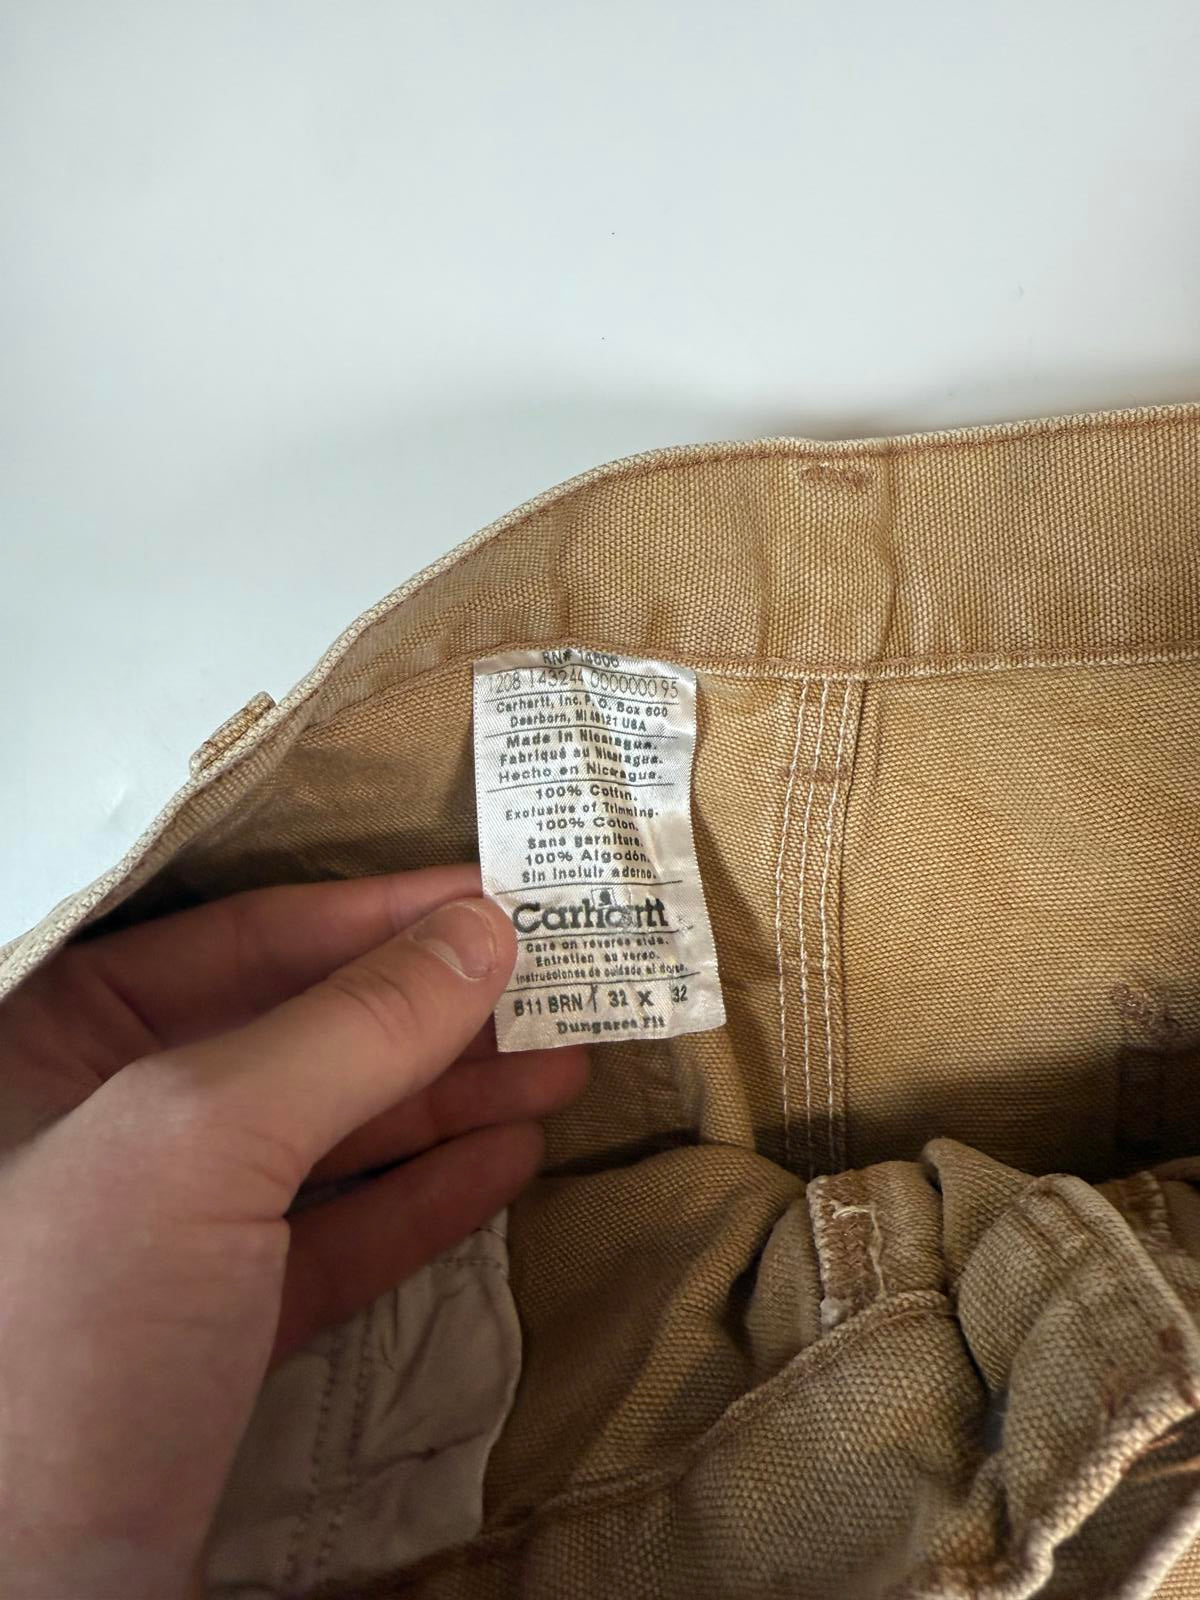 RN# 14806
1208 143244 0000000 95
Carhartt, Inc. P.O. Box 600
Dearborn, MI 48121 USA
Made in Nicaragua.
Fabriqué au Nicaragua.
Hecho en Nicaragua.
100% Cotton.
Exclusive of Trimming.
100% Coton.
Sans garniture.
100% Algodón.
Sin incluir adorno.
Carhartt
Care on reverse side.
Entretien au verso.
Instrucciones de cuidado al dorso.
B11 BRN 32 X 32
Dungaree Fit